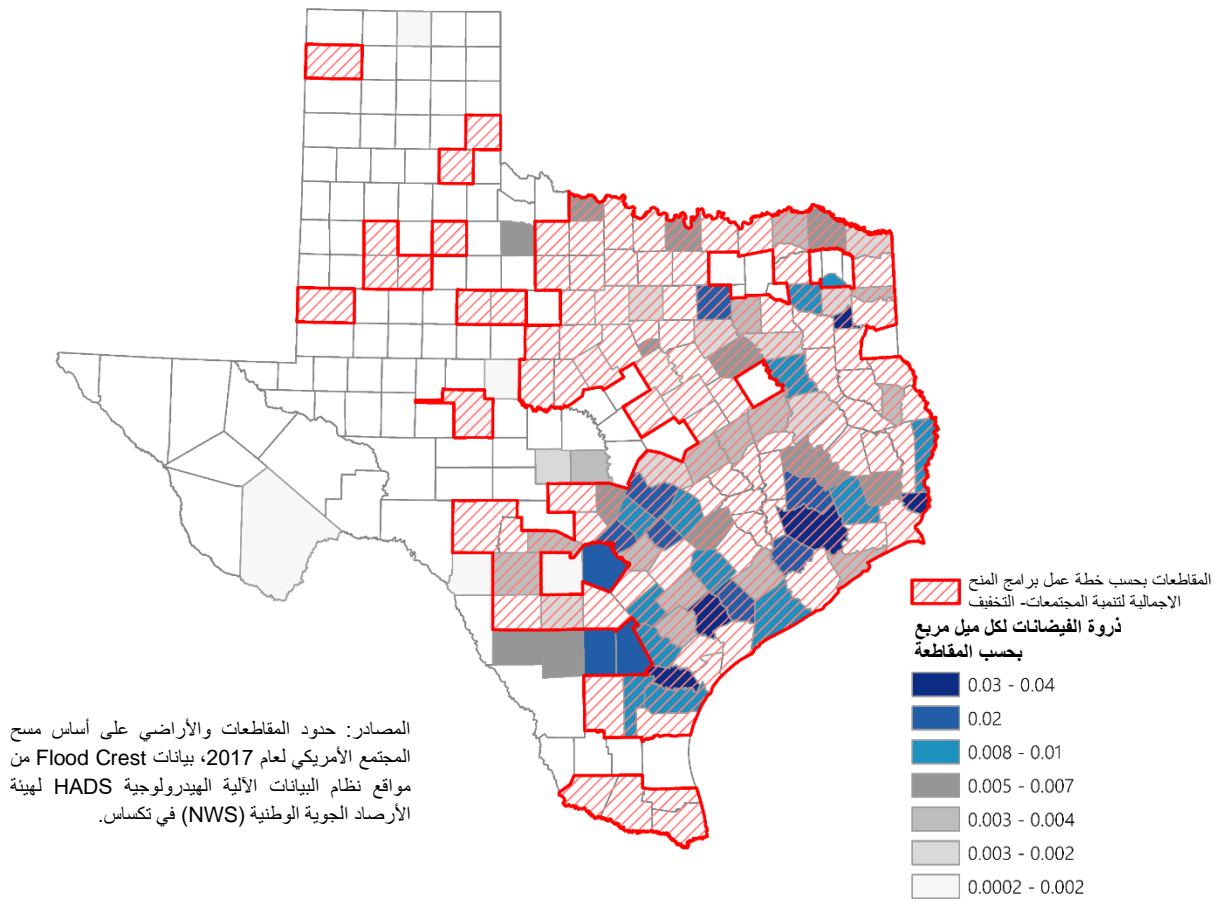 المقاطعات بحسب خطة عمل برامج المنح
الاجمالية لتنمية المجتمعات- التخفيف
ذروة الفيضانات لكل ميل مربع
بحسب المقاطعة
0.03 - 0.04
0.02
0.008 - 0.01
0.005 - 0.007
0.003 - 0.004
0.003 - 0.002
0.0002 - 0.002
المصادر: حدود المقاطعات والأراضي على أساس مسح
المجتمع الأمريكي لعام 2017، بيانات Flood Crest من
مواقع نظام البيانات الآلية الهيدرولوجية HADS لهيئة
الأرصاد الجوية الوطنية (NWS) في تكساس.